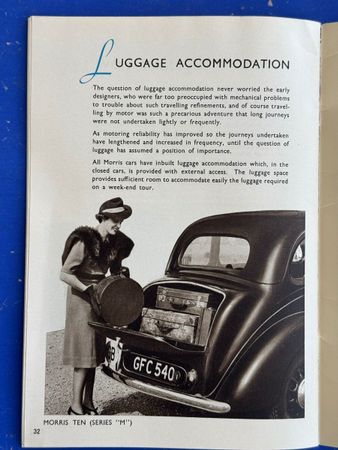 LUGGAGE ACCOMMODATION
The question of luggage accommodation never worried the early
designers, who were far too preoccupied with mechanical problems
to trouble about such travelling refinements, and of course travel-
ling by motor was such a precarious adventure that long journeys
were not undertaken lightly or frequently.
As motoring reliability has improved so the journeys undertaken
have lengthened and increased in frequency, until the question of
luggage has assumed a position of importance.
All Morris cars have inbuilt luggage accommodation which, in the
closed cars, is provided with external access. The luggage space
provides sufficient room to accommodate easily the luggage required
on a week-end tour.
GB
GFC 540
MORRIS TEN (SERIES "M")
32